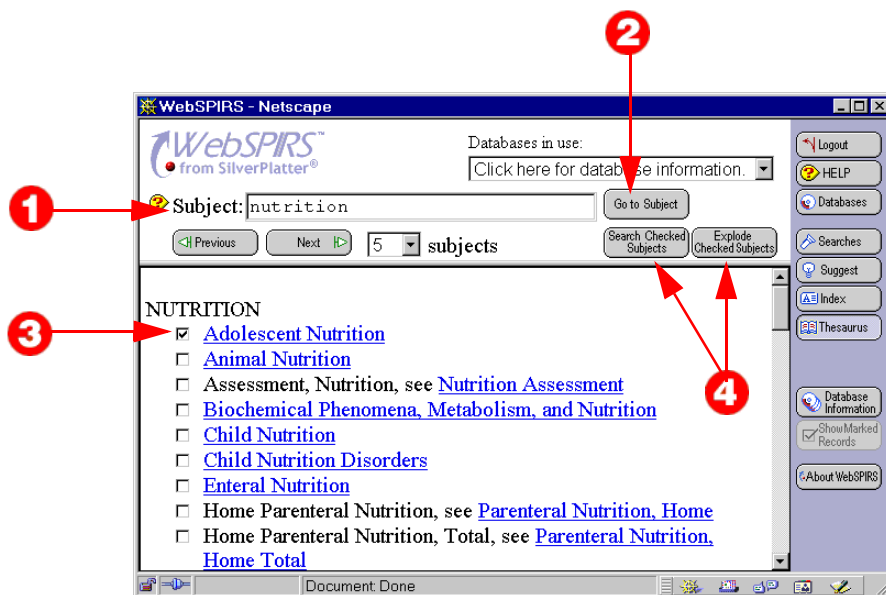 2
WebSPIRS - Netscape
WebSPIRS™
from SilverPlatter®
Databases in use:
Click here for database information.
1
Subject: nutrition
Go to Subject
Previous
Next
5 subjects
Search Checked Subjects
Explode Checked Subjects
NUTRITION
3
Adolescent Nutrition
Animal Nutrition
Assessment, Nutrition, see Nutrition Assessment
4
Biochemical Phenomena, Metabolism, and Nutrition
Child Nutrition
Child Nutrition Disorders
Enteral Nutrition
Home Parenteral Nutrition, see Parenteral Nutrition, Home
Home Parenteral Nutrition, Total, see Parenteral Nutrition,
Home Total
Logout
HELP
Databases
Searches
Suggest
Index
Thesaurus
Database
Information
Show Marked
Records
About WebSPIRS
Document: Done